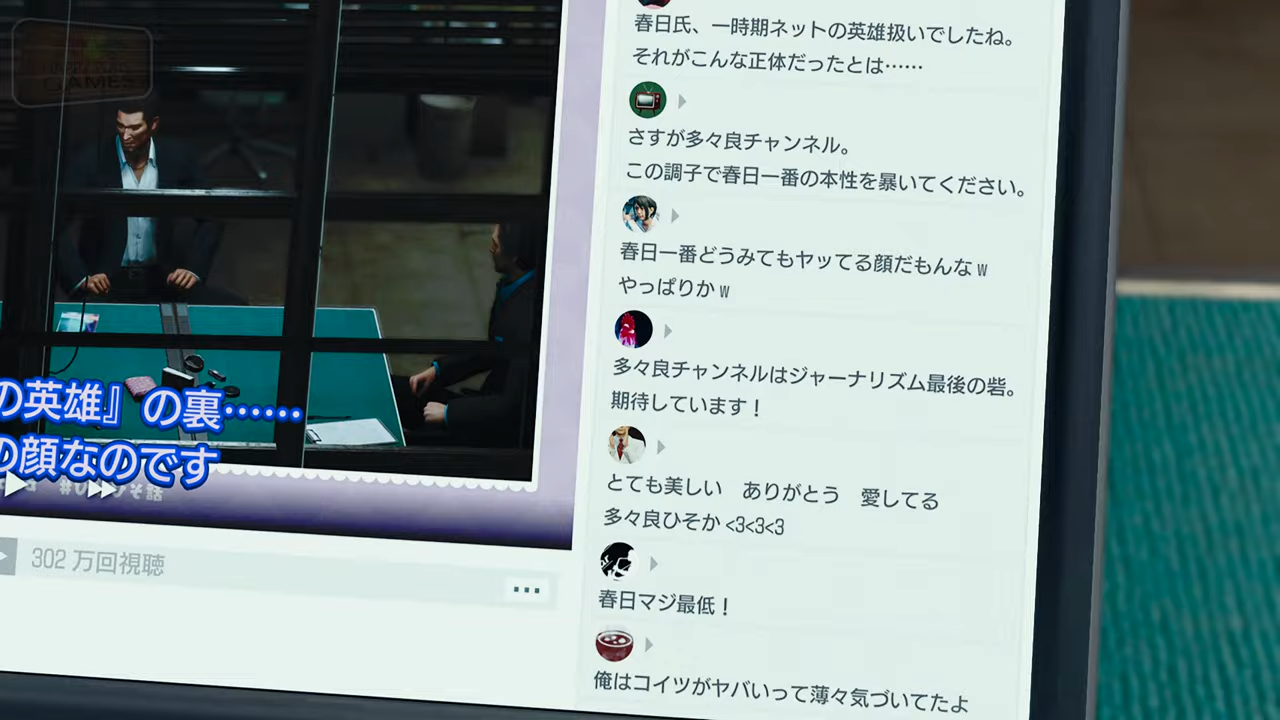 春日氏、一時期ネットの英雄扱いでしたね。
それがこんな正体だったとは……
さすが多々良チャンネル。
この調子で春日一番の本性を暴いてください。
春日一番どうみてもヤッてる顔だもんなw
やっぱりかw
多々良チャンネルはジャーナリズム最後の砦。
期待しています！
とても美しい　ありがとう　愛してる
多々良ひそか<3<3<3
春日マジ最低！
俺はコイツがヤバいって薄々気づいてたよ
の英雄』の裏……
の顔なのです
302 万回視聴
GAMES